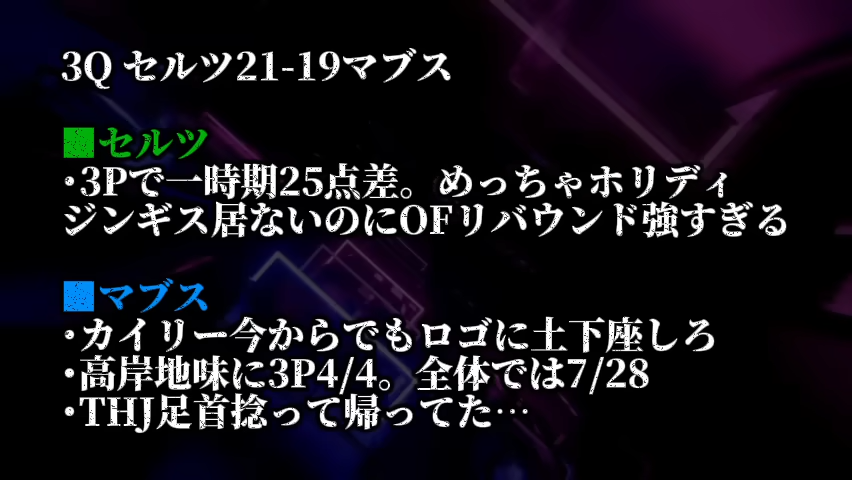 3Q セルツ21-19マブス
■セルツ
・3Pで一時期25点差。めっちゃホリディ
ジンギス居ないのにOFリバウンド強すぎる
■マブス
・カイリー今からでもロゴに土下座しろ
・高岸地味に3P4/4。全体では7/28
・THJ足首捻って帰ってた…